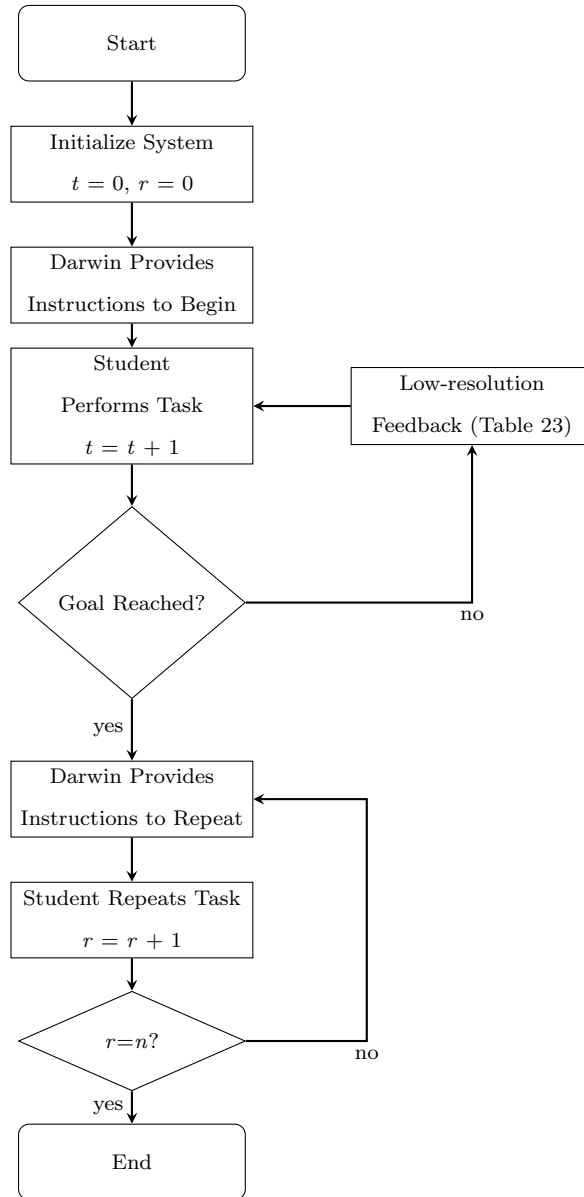 Start
Initialize System
t = 0, r = 0
Darwin Provides
Instructions to Begin
Student
Performs Task
t = t + 1
Low-resolution
Feedback (Table 23)
Goal Reached?
no
yes
Darwin Provides
Instructions to Repeat
Student Repeats Task
r = r + 1
r=n?
no
yes
End